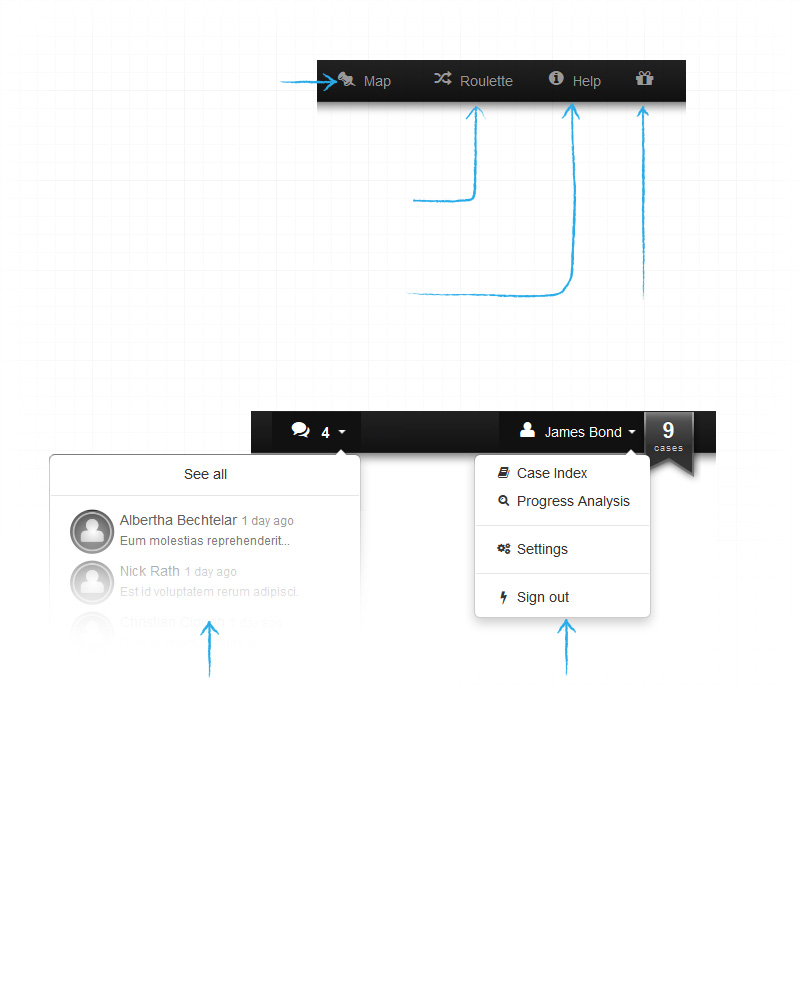 Map Roulette Help
4 James Bond 9
cases
See all
Case Index
Progress Analysis
Albertha Bechtelar 1 day ago
Eum molestias reprehenderit...
Settings
Nick Rath 1 day ago
Est id voluptatem rerum adipisci.
Sign out